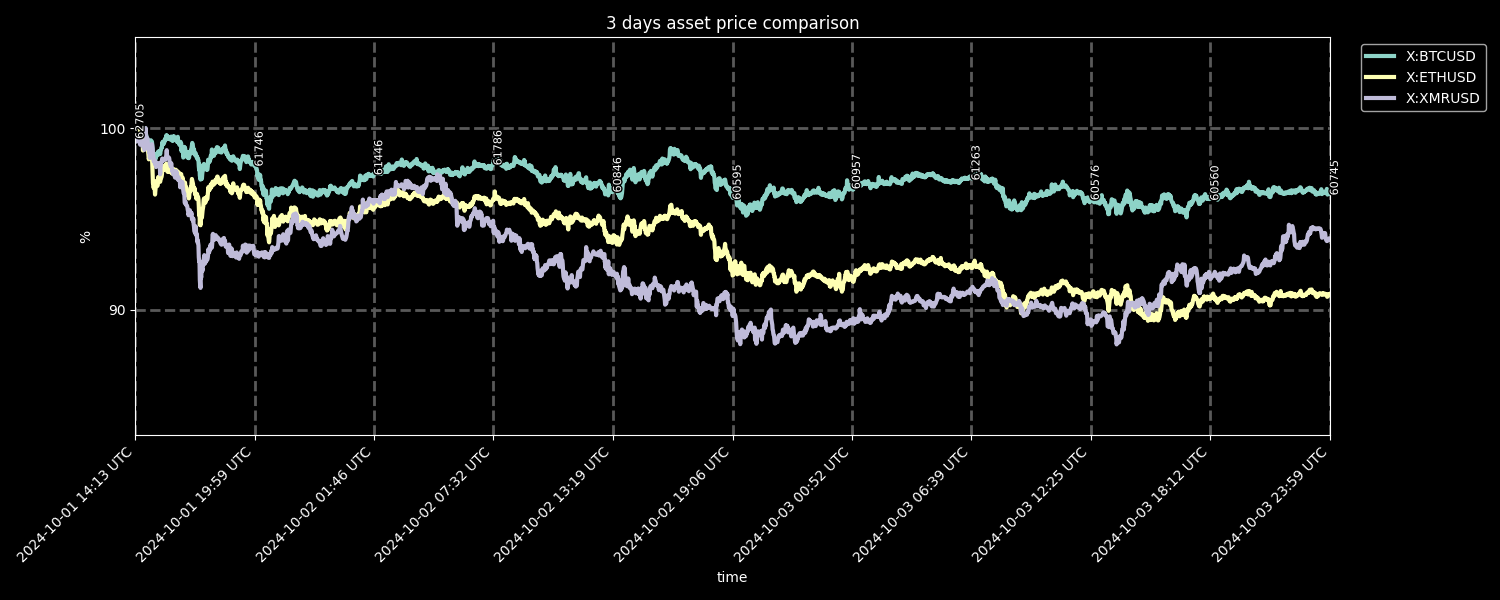 3 days asset price comparison
X:BTCUSD
X:ETHUSD
X:XMRUSD
100
90
%
62705
61746
61446
61786
60846
60595
60957
61263
60576
60560
60745
2024-10-01 14:13 UTC
2024-10-01 19:59 UTC
2024-10-02 01:46 UTC
2024-10-02 07:32 UTC
2024-10-02 13:19 UTC
2024-10-02 19:06 UTC
2024-10-03 00:52 UTC
2024-10-03 06:39 UTC
2024-10-03 12:25 UTC
2024-10-03 18:12 UTC
2024-10-03 23:59 UTC
time